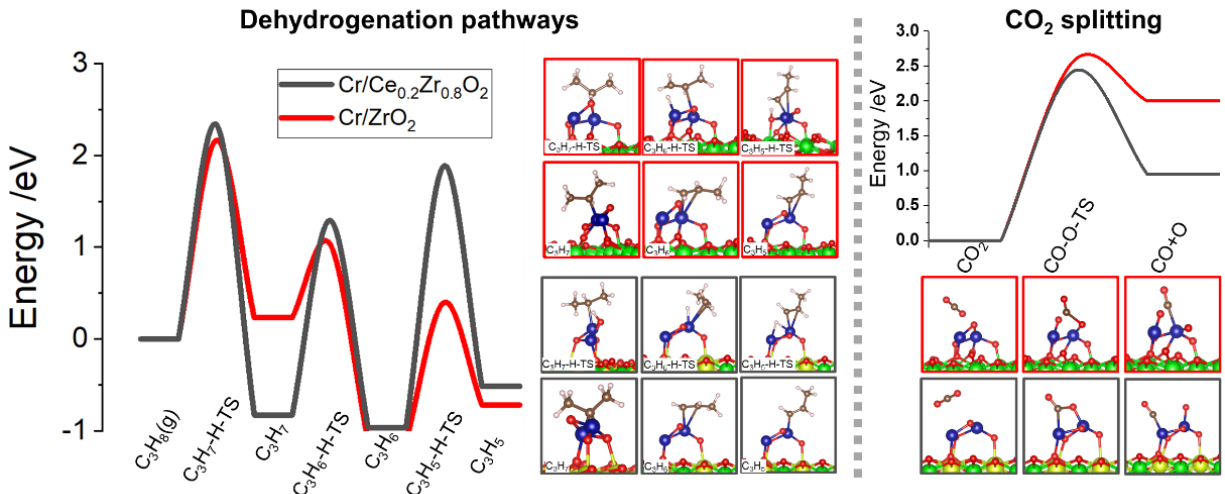 Dehydrogenation pathways
Energy /eV
3
2
1
0
-1
Cr/Ce0.2Zr0.8O2
Cr/ZrO2
C3H8(g)
C3H7-H-TS
C3H7
C3H6-H-TS
C3H6
C3H5-H-TS
C3H5
C3H7-H-TS
C3H6-H-TS
C3H5-H-TS
C3H7
C3H6
C3H5
C3H7-H-TS
C3H6-H-TS
C3H5-H-TS
C3H7
C3H6
C3H5
CO2 splitting
Energy /eV
3.0
2.5
2.0
1.5
1.0
0.5
0.0
CO2
CO-O-TS
CO+O